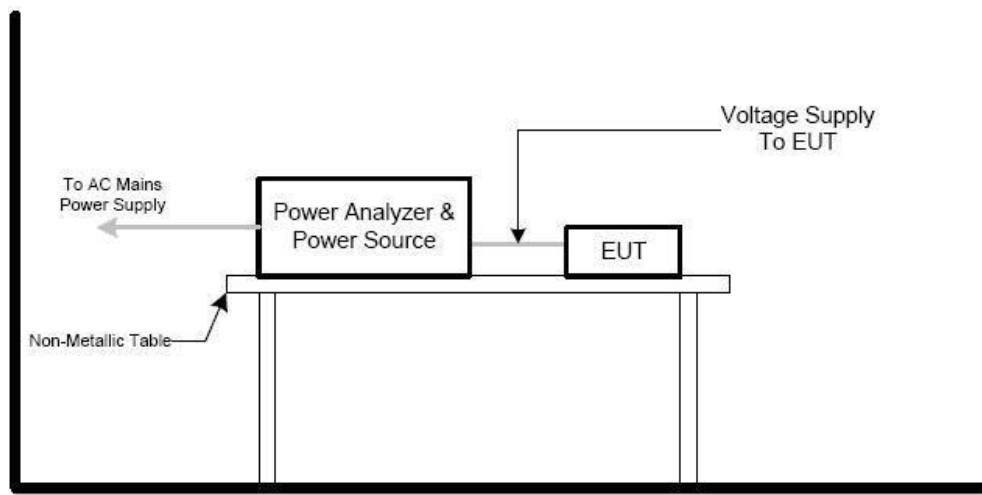 Voltage Supply
To EUT
To AC Mains
Power Supply
Power Analyzer &
Power Source
EUT
Non-Metallic Table